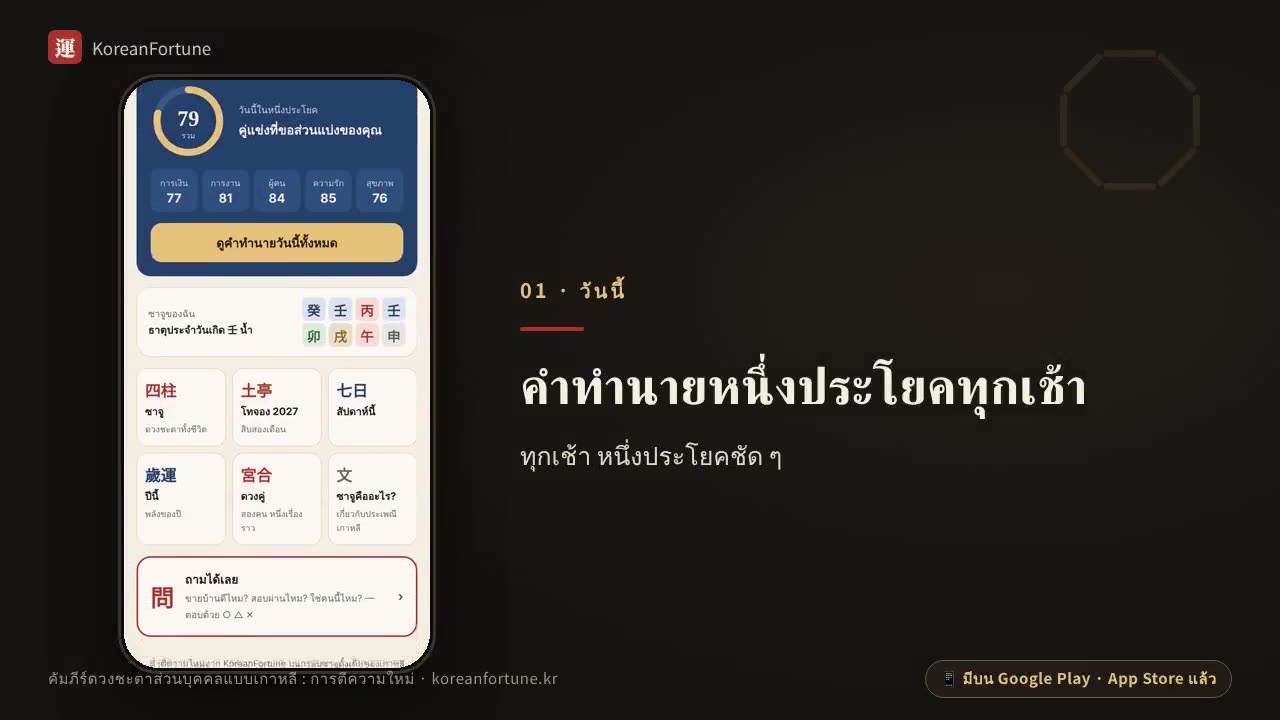 運 KoreanFortune
79
รวม
วันนี้ในหนึ่งประโยค
คู่แข่งที่ขอส่วนแบ่งของคุณ
การเงิน การงาน ผู้คน ความรัก สุขภาพ
77 81 84 85 76
ดูคำทำนายวันนี้ทั้งหมด
ซาจูของฉัน
ธาตุประจำวันเกิด 壬 น้ำ
癸 壬 丙 壬
卯 戌 午 申
四柱 土亭 七日
ซาจู โทจอง 2027 สัปดาห์นี้
ดวงชะตาทั้งชีวิต สิบสองเดือน
歲運 宮合 文
ปีนี้ ดวงคู่ ซาจูคืออะไร?
พลังของปี สองคน หนึ่งเรื่อง เกี่ยวกับประเพณี
ราว เกาหลี
問
ถามได้เลย
ขายบ้านดีไหม? สอบผ่านไหม? ใช่คนนี้ไหม? —
ตอบด้วย ○ △ ×
›
01 · วันนี้
คำทำนายหนึ่งประโยคทุกเช้า
ทุกเช้า หนึ่งประโยคชัด ๆ
คัมภีร์ดวงชะตาส่วนบุคคลแบบเกาหลี : การตีความใหม่ · koreanfortune.kr
มีบน Google Play · App Store แล้ว